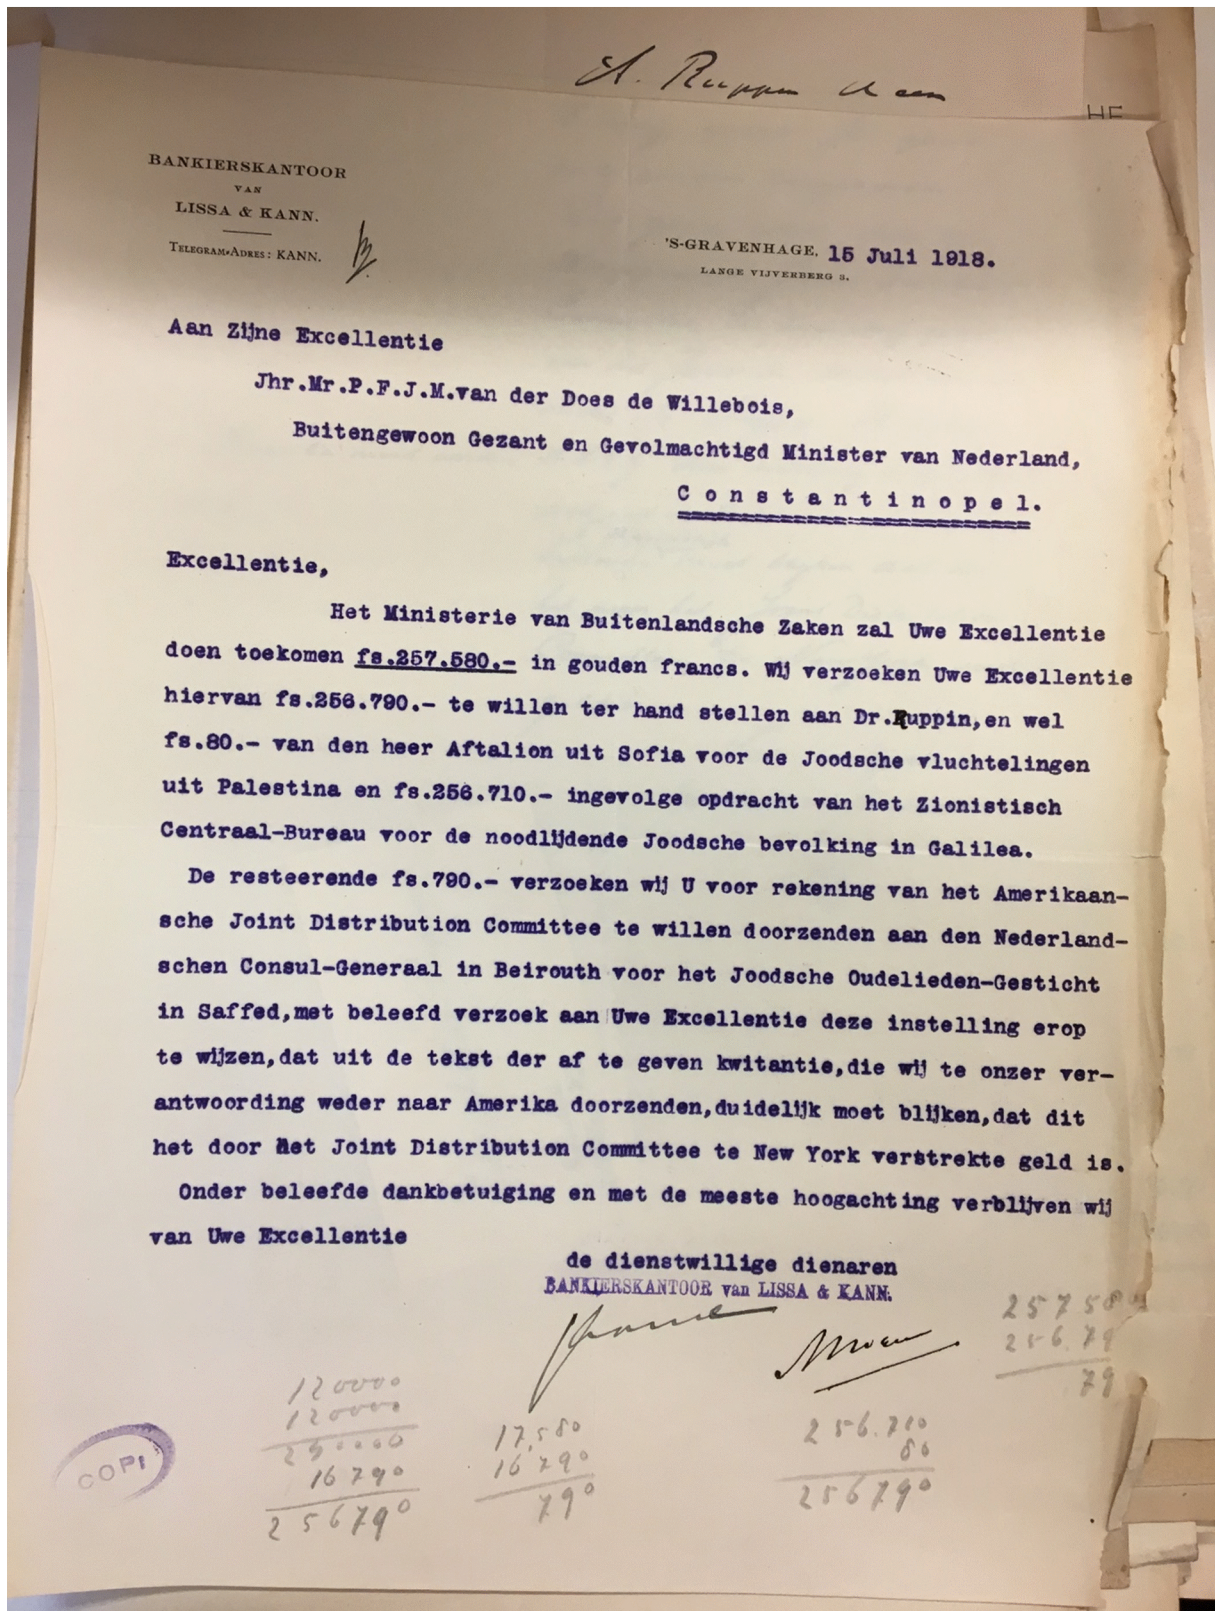 A. Ruppin
HE
BANKIERSKANTOOR
VAN
LISSA & KANN.
TELEGRAM-ADRES: KANN.
'S-GRAVENHAGE, 15 Juli 1918.
LANGE VIJVERBERG 8.
Aan Zijne Excellentie
Jhr.Mr.P.F.J.M.van der Does de Willebois,
Buitengewoon Gezant en Gevolmachtigd Minister van Nederland,
Constantinopel.
Excellentie,
Het Ministerie van Buitenlandsche Zaken zal Uwe Excellentie
doen toekomen fs.257.580.- in gouden francs. Wij verzoeken Uwe Excellentie
hiervan fs.256.790.- te willen ter hand stellen aan Dr.Ruppin,en wel
fs.80.- van den heer Aftalion uit Sofia voor de Joodsche vluchtelingen
uit Palestina en fs.256.710.- ingevolge opdracht van het Zionistisch
Centraal-Bureau voor de noodlijdende Joodsche bevolking in Galilea.
De resteerende fs.790.- verzoeken wij U voor rekening van het Amerikaan-
sche Joint Distribution Committee te willen doorzenden aan den Nederland-
schen Consul-Generaal in Beirouth voor het Joodsche Oudelieden-Gesticht
in Saffed,met beleefd verzoek aan Uwe Excellentie deze instelling erop
te wijzen,dat uit de tekst der af te geven kwitantie,die wij te onzer ver-
antwoording weder naar Amerika doorzenden,duidelijk moet blijken,dat dit
het door het Joint Distribution Committee te New York verstrekte geld is.
Onder beleefde dankbetuiging en met de meeste hoogachting verblijven wij
van Uwe Excellentie
de dienstwillige dienaren
BANKIERSKANTOOR van LISSA & KANN.
25758
256.79
79
120000
120000
240000
16790
256790
17.580
16790
790
256.710
80
256790
COPI